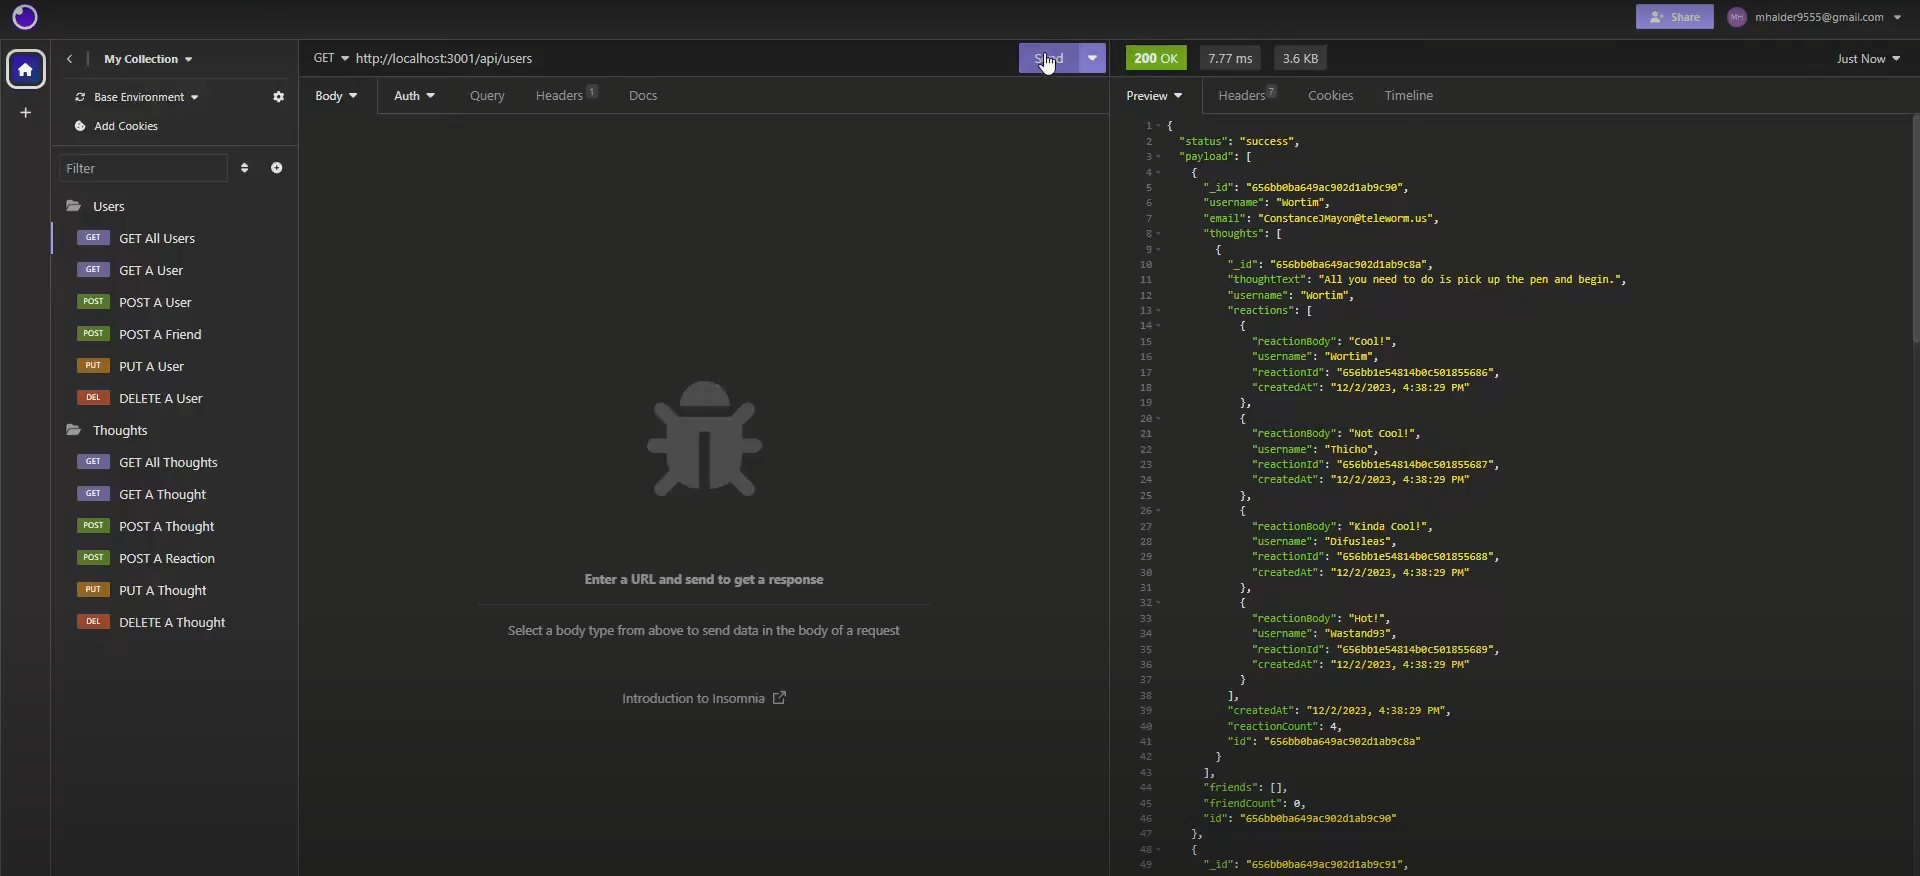 Share
MH
mhalder9555@gmail.com
My Collection
Base Environment
Add Cookies
Filter
Users
GET GET All Users
GET GET A User
POST POST A User
POST POST A Friend
PUT PUT A User
DEL DELETE A User
Thoughts
GET GET All Thoughts
GET GET A Thought
POST POST A Thought
POST POST A Reaction
PUT PUT A Thought
DEL DELETE A Thought
GET http://localhost:3001/api/users
Body Auth Query Headers 1 Docs
Enter a URL and send to get a response
Select a body type from above to send data in the body of a request
Introduction to Insomnia
200 OK 7.77 ms 3.6 KB Just Now
Preview Headers 7 Cookies Timeline
1 {
2 "status": "success",
3 "payload": [
4 {
5 "_id": "656bb0ba649ac902d1ab9c90",
6 "username": "Wortim",
7 "email": "ConstanceJMayon@teleworm.us",
8 "thoughts": [
9 {
10 "_id": "656bb0ba649ac902d1ab9c8a",
11 "thoughtText": "All you need to do is pick up the pen and begin.",
12 "username": "Wortim",
13 "reactions": [
14 {
15 "reactionBody": "Cool!",
16 "username": "Wortim",
17 "reactionId": "656bb1e54814b0c501855686",
18 "createdAt": "12/2/2023, 4:38:29 PM"
19 },
20 {
21 "reactionBody": "Not Cool!",
22 "username": "Thicho",
23 "reactionId": "656bb1e54814b0c501855687",
24 "createdAt": "12/2/2023, 4:38:29 PM"
25 },
26 {
27 "reactionBody": "Kinda Cool!",
28 "username": "Difusleas",
29 "reactionId": "656bb1e54814b0c501855688",
30 "createdAt": "12/2/2023, 4:38:29 PM"
31 },
32 {
33 "reactionBody": "Hot!",
34 "username": "Wastand93",
35 "reactionId": "656bb1e54814b0c501855689",
36 "createdAt": "12/2/2023, 4:38:29 PM"
37 }
38 ],
39 "createdAt": "12/2/2023, 4:38:29 PM",
40 "reactionCount": 4,
41 "id": "656bb0ba649ac902d1ab9c8a"
42 }
43 ],
44 "friends": [],
45 "friendCount": 0,
46 "id": "656bb0ba649ac902d1ab9c90"
47 },
48 {
49 "_id": "656bb0ba649ac902d1ab9c91",